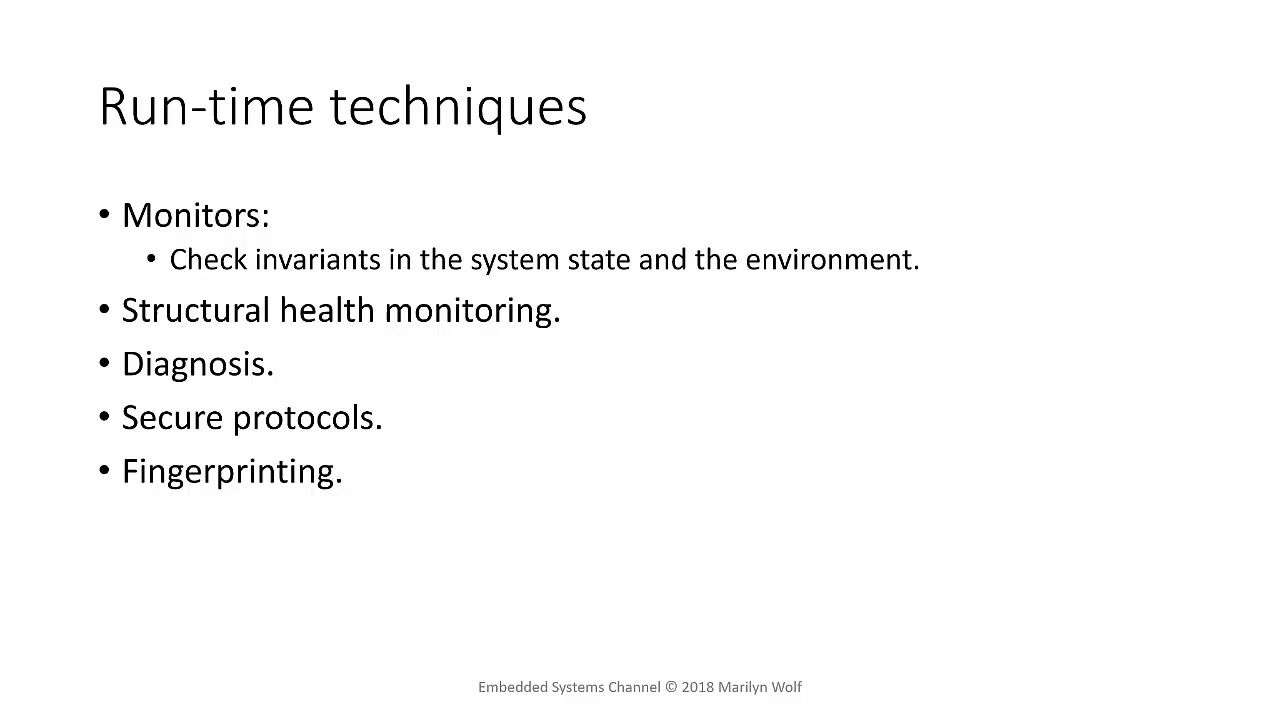 Run-time techniques
• Monitors:
• Check invariants in the system state and the environment.
• Structural health monitoring.
• Diagnosis.
• Secure protocols.
• Fingerprinting.
Embedded Systems Channel © 2018 Marilyn Wolf